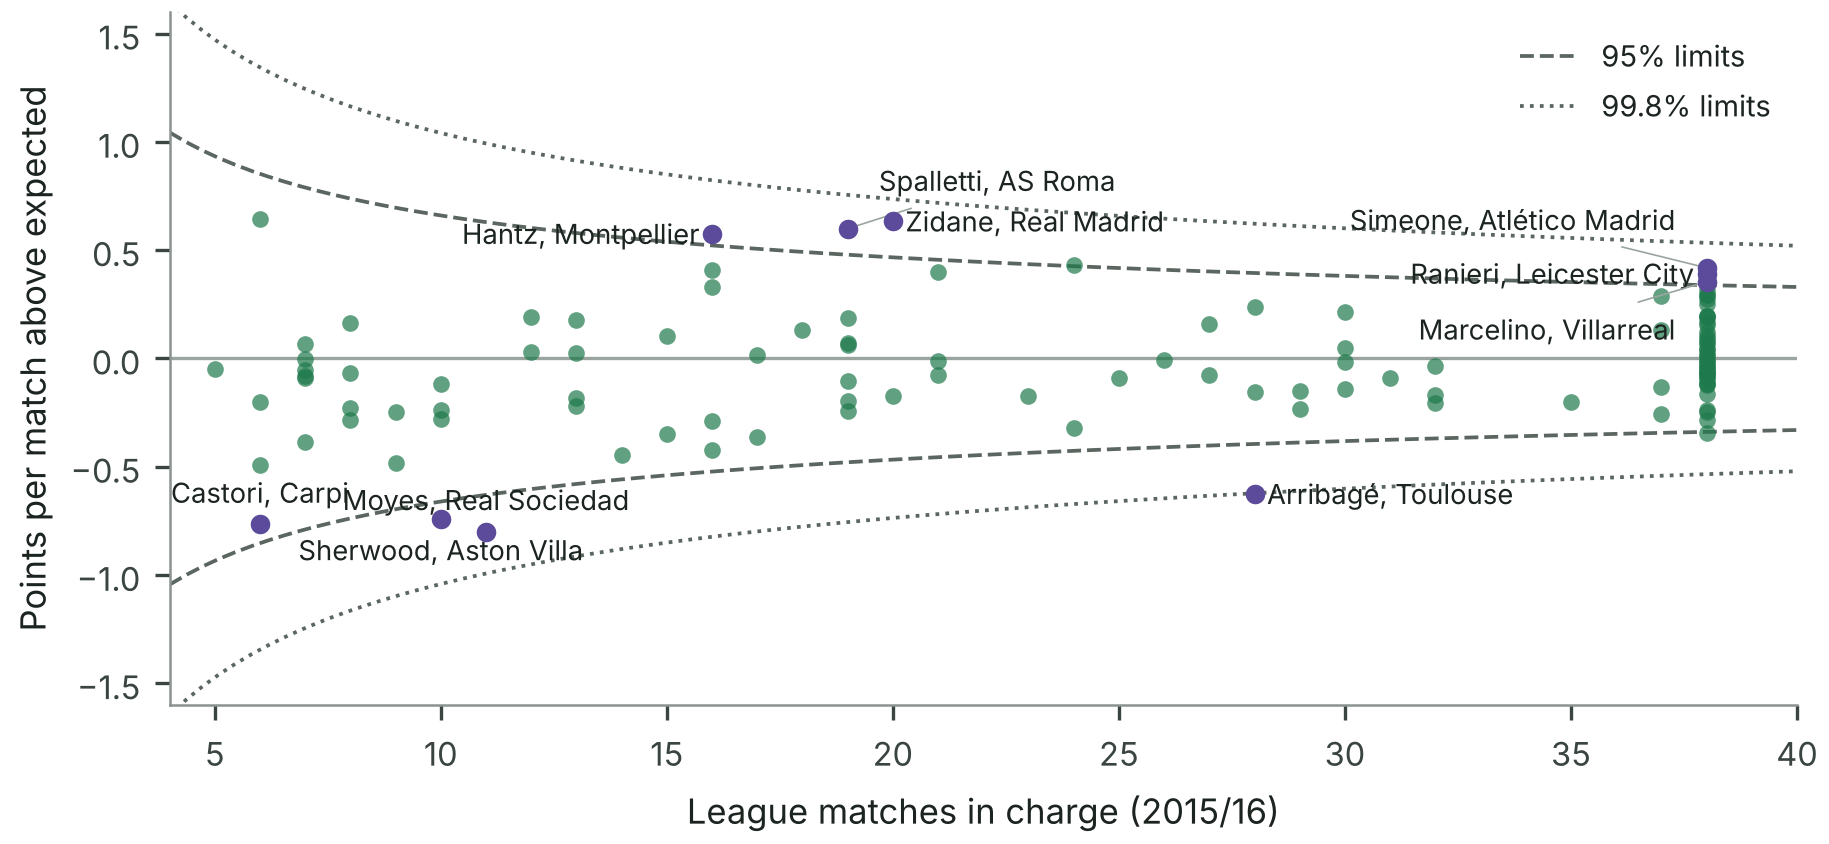 Points per match above expected
1.5
1.0
0.5
0.0
−0.5
−1.0
−1.5
95% limits
99.8% limits
Spalletti, AS Roma
Hantz, Montpellier
Zidane, Real Madrid
Simeone, Atlético Madrid
Ranieri, Leicester City
Marcelino, Villarreal
Castori, Carpi
Moyes, Real Sociedad
Sherwood, Aston Villa
Arribagé, Toulouse
5
10
15
20
25
30
35
40
League matches in charge (2015/16)